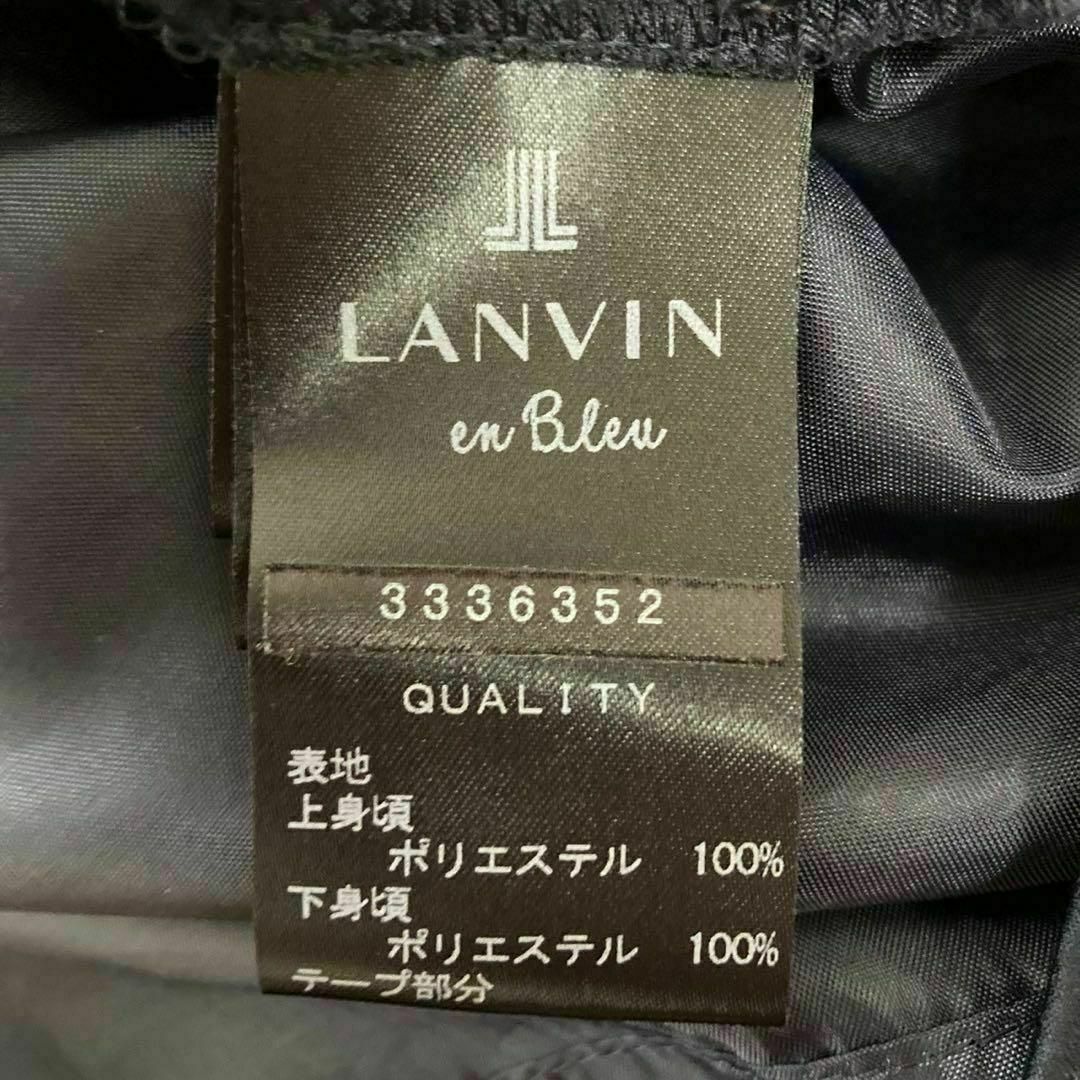 LANVIN
en Bleu
3336352
QUALITY
表地
上身頃
ポリエステル 100%
下身頃
ポリエステル 100%
テープ部分